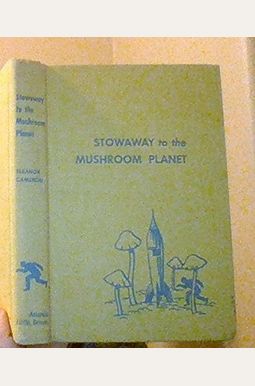 Stowaway
to the
Mushroom
Planet
ELEANOR
CAMERON
Atlantic
Little, Brown
STOWAWAY to the
MUSHROOM PLANET